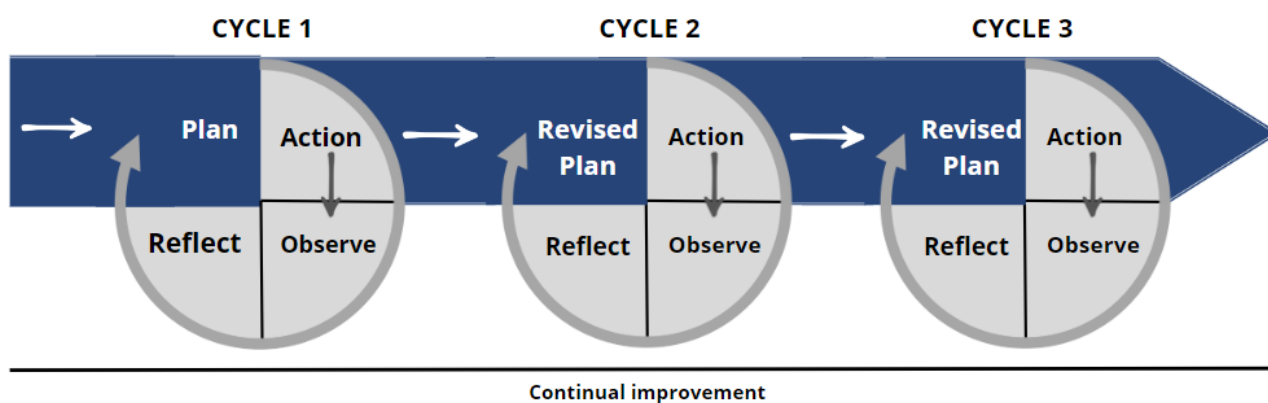 CYCLE 1
CYCLE 2
CYCLE 3
Plan
Action
Reflect
Observe
Revised
Plan
Action
Reflect
Observe
Revised
Plan
Action
Reflect
Observe
Continual improvement